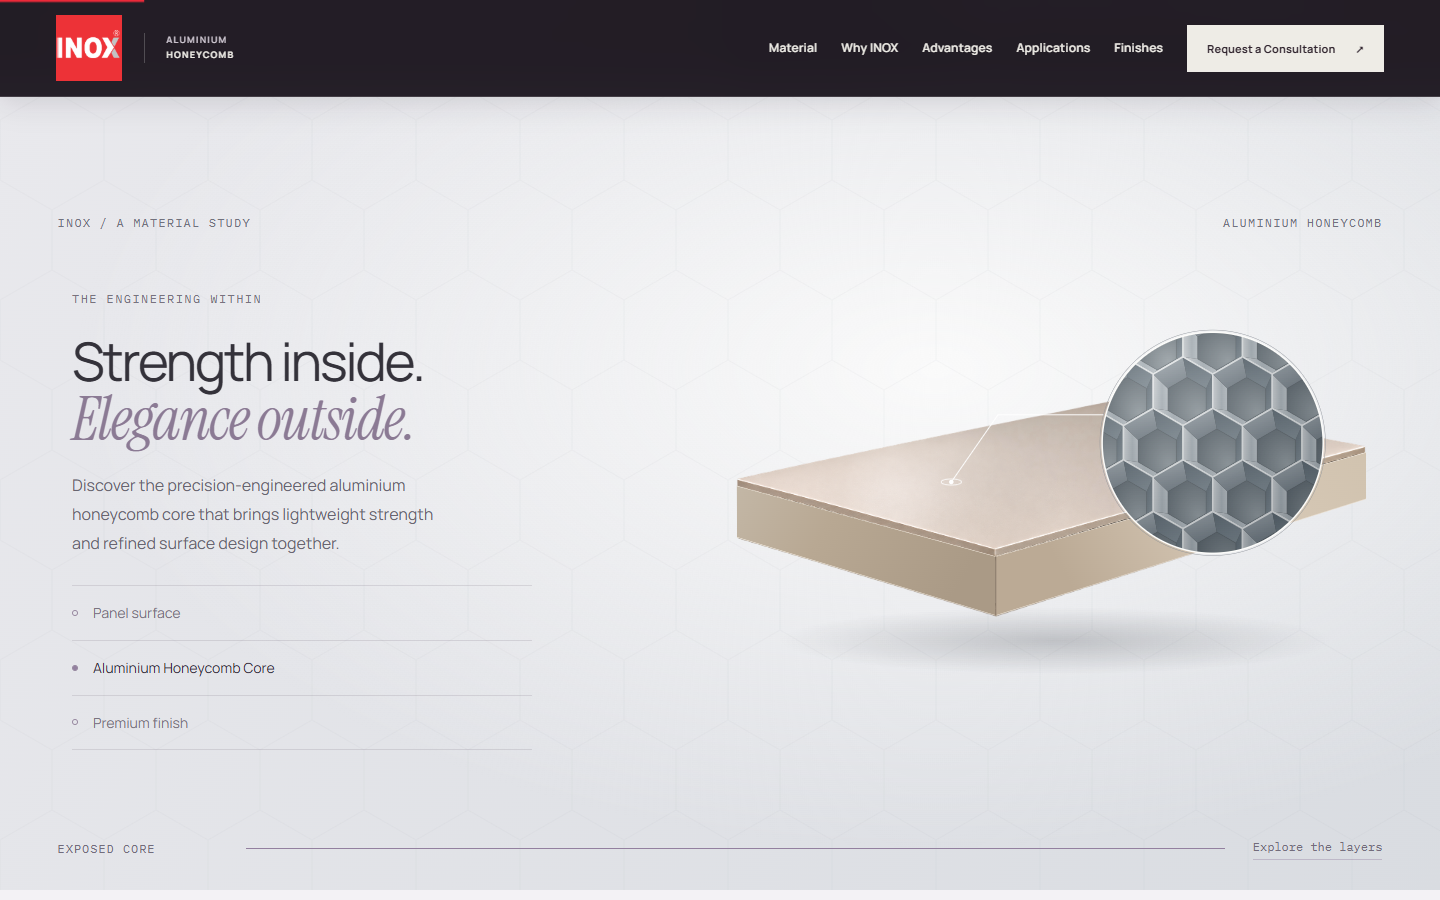 INOX®
ALUMINIUM
HONEYCOMB
Material
Why INOX
Advantages
Applications
Finishes
Request a Consultation ↗
INOX / A MATERIAL STUDY
ALUMINIUM HONEYCOMB
THE ENGINEERING WITHIN
Strength inside.
Elegance outside.
Discover the precision-engineered aluminium
honeycomb core that brings lightweight strength
and refined surface design together.
Panel surface
Aluminium Honeycomb Core
Premium finish
EXPOSED CORE
Explore the layers